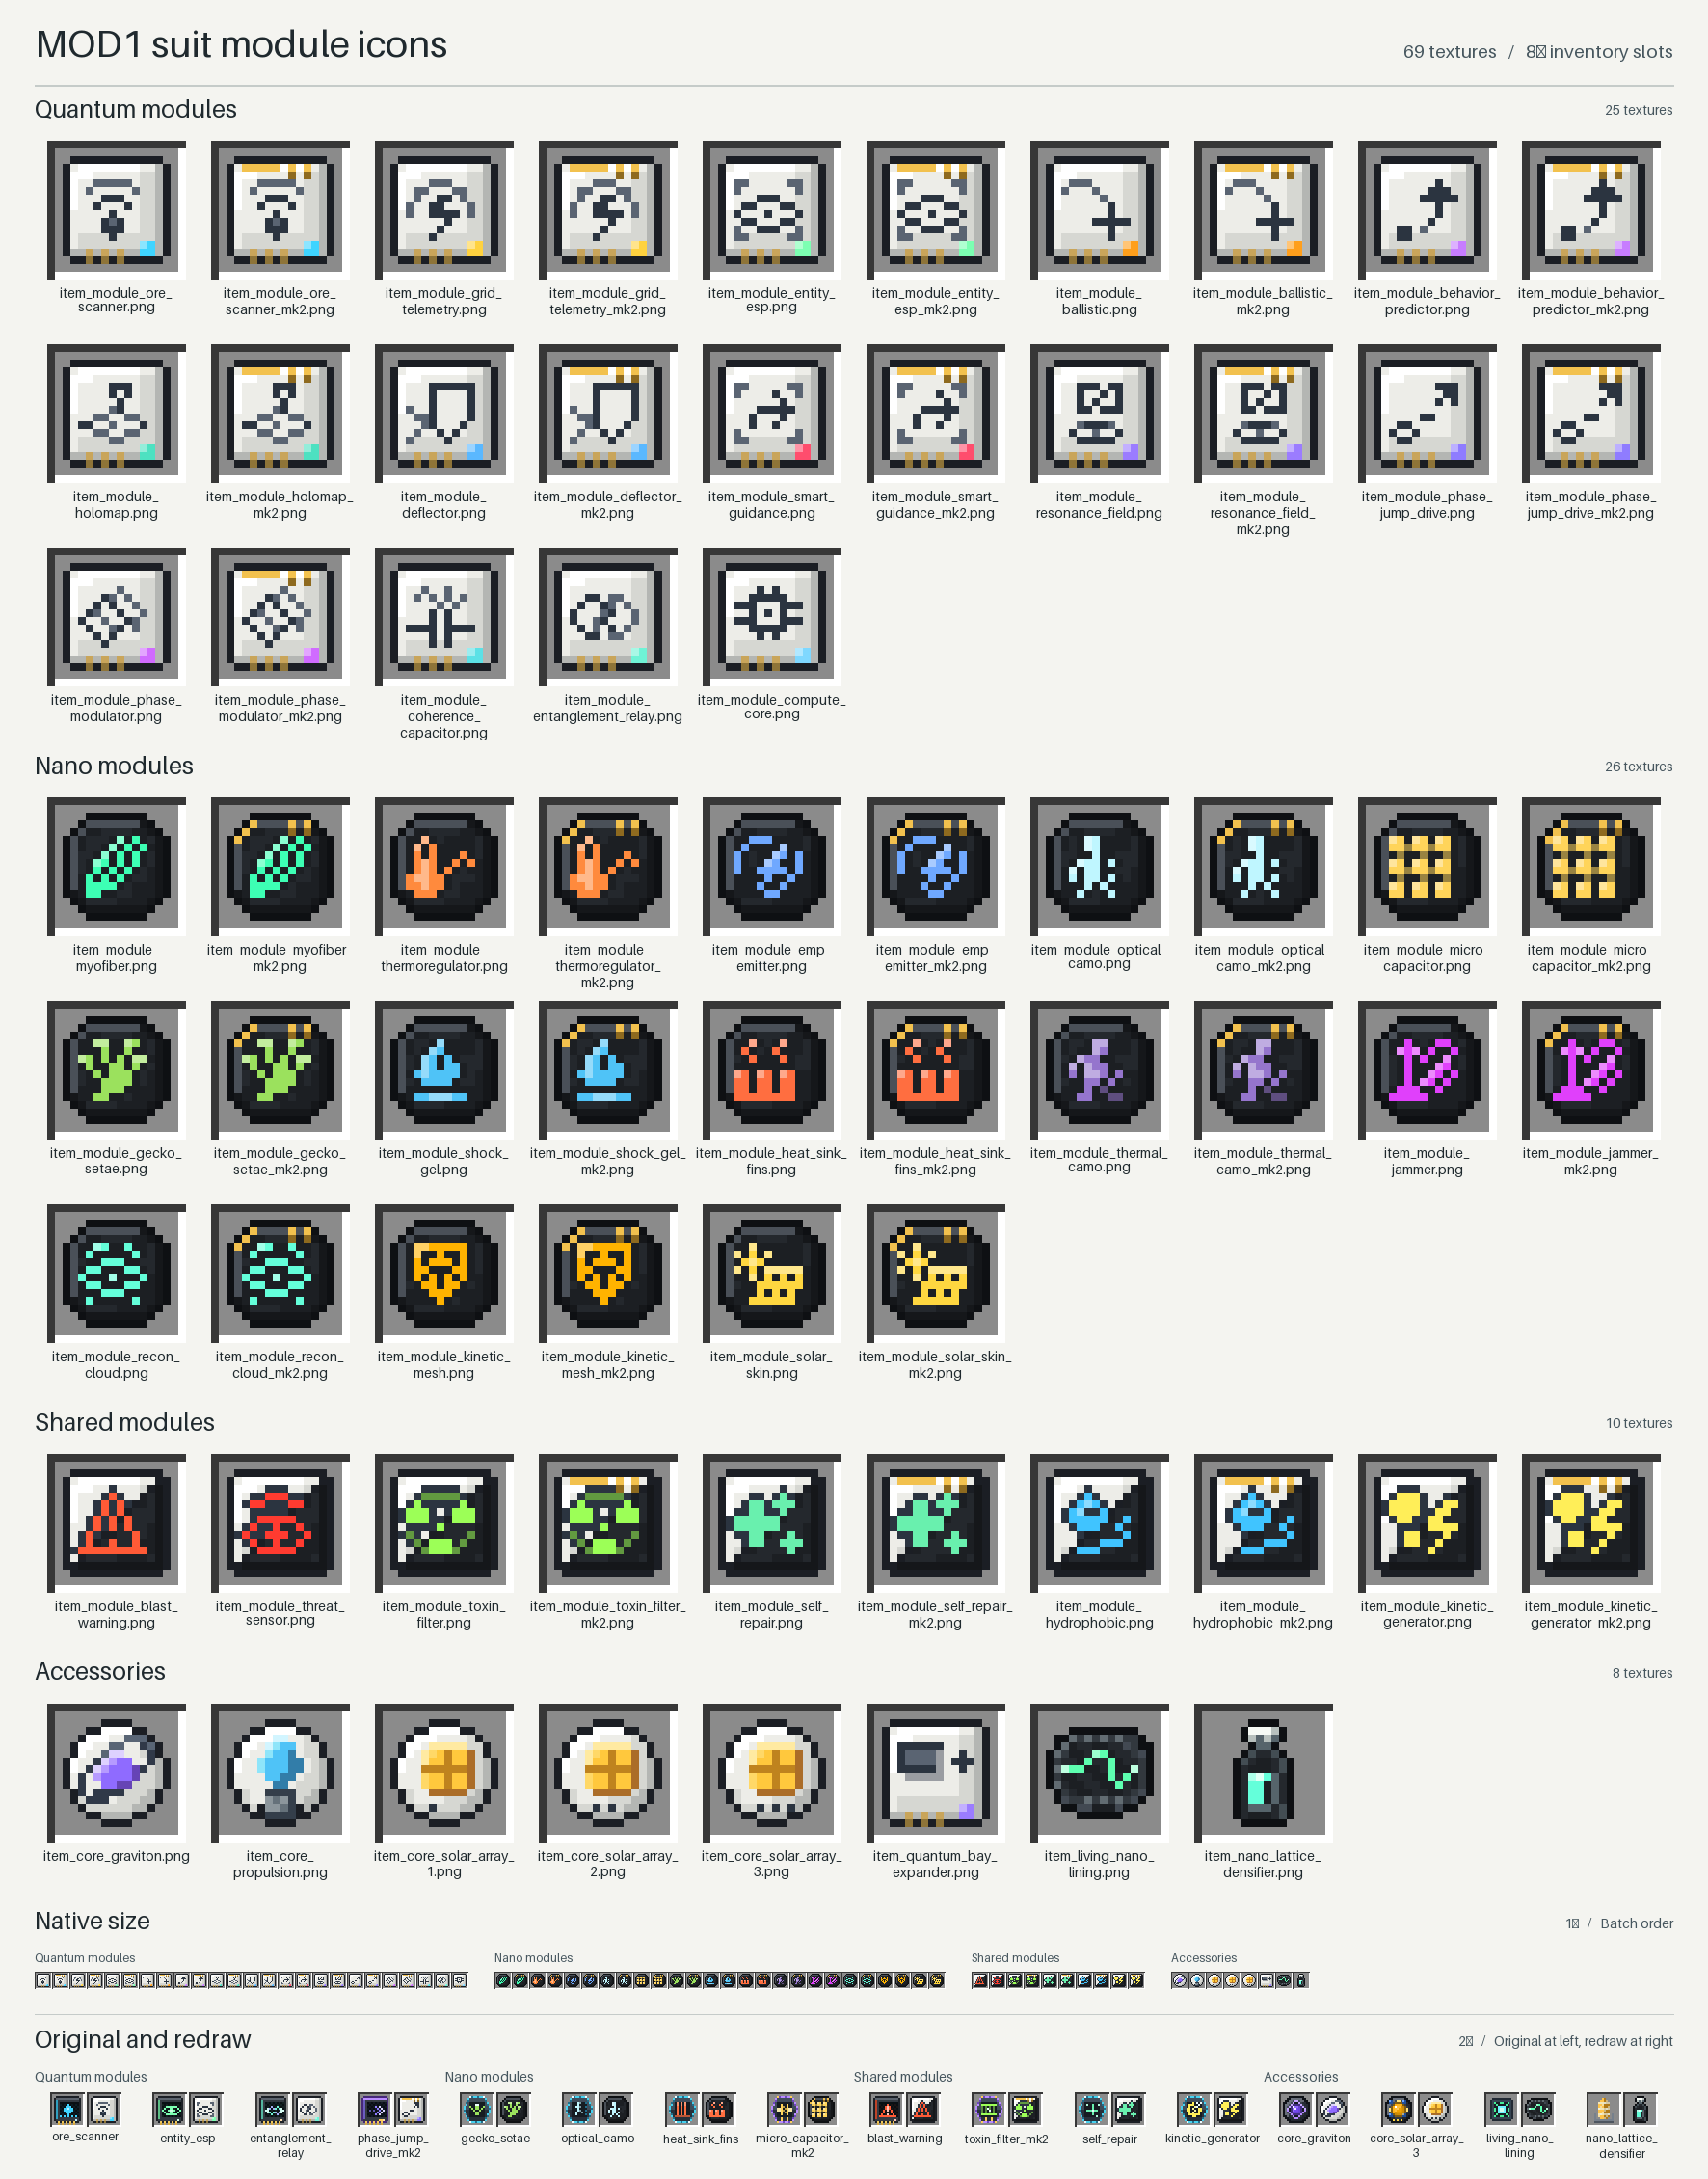 MOD1 suit module icons
69 textures / 8 inventory slots
Quantum modules
25 textures
item_module_ore_
scanner.png
item_module_ore_
scanner_mk2.png
item_module_grid_
telemetry.png
item_module_grid_
telemetry_mk2.png
item_module_entity_
esp.png
item_module_entity_
esp_mk2.png
item_module_
ballistic.png
item_module_ballistic_
mk2.png
item_module_behavior_
predictor.png
item_module_behavior_
predictor_mk2.png
item_module_
holomap.png
item_module_holomap_
mk2.png
item_module_
deflector.png
item_module_deflector_
mk2.png
item_module_smart_
guidance.png
item_module_smart_
guidance_mk2.png
item_module_
resonance_field.png
item_module_
resonance_field_
mk2.png
item_module_phase_
jump_drive.png
item_module_phase_
jump_drive_mk2.png
item_module_phase_
modulator.png
item_module_phase_
modulator_mk2.png
item_module_
coherence_
capacitor.png
item_module_
entanglement_relay.png
item_module_compute_
core.png
Nano modules
26 textures
item_module_
myofiber.png
item_module_myofiber_
mk2.png
item_module_
thermoregulator.png
item_module_
thermoregulator_
mk2.png
item_module_emp_
emitter.png
item_module_emp_
emitter_mk2.png
item_module_optical_
camo.png
item_module_optical_
camo_mk2.png
item_module_micro_
capacitor.png
item_module_micro_
capacitor_mk2.png
item_module_gecko_
setae.png
item_module_gecko_
setae_mk2.png
item_module_shock_
gel.png
item_module_shock_gel_
mk2.png
item_module_heat_sink_
fins.png
item_module_heat_sink_
fins_mk2.png
item_module_thermal_
camo.png
item_module_thermal_
camo_mk2.png
item_module_
jammer.png
item_module_jammer_
mk2.png
item_module_recon_
cloud.png
item_module_recon_
cloud_mk2.png
item_module_kinetic_
mesh.png
item_module_kinetic_
mesh_mk2.png
item_module_solar_
skin.png
item_module_solar_skin_
mk2.png
Shared modules
10 textures
item_module_blast_
warning.png
item_module_threat_
sensor.png
item_module_toxin_
filter.png
item_module_toxin_filter_
mk2.png
item_module_self_
repair.png
item_module_self_repair_
mk2.png
item_module_
hydrophobic.png
item_module_
hydrophobic_mk2.png
item_module_kinetic_
generator.png
item_module_kinetic_
generator_mk2.png
Accessories
8 textures
item_core_graviton.png
item_core_
propulsion.png
item_core_solar_array_
1.png
item_core_solar_array_
2.png
item_core_solar_array_
3.png
item_quantum_bay_
expander.png
item_living_nano_
lining.png
item_nano_lattice_
densifier.png
Native size
1 / Batch order
Quantum modules
Nano modules
Shared modules
Accessories
Original and redraw
2 / Original at left, redraw at right
Quantum modules
Nano modules
Shared modules
Accessories
ore_scanner
entity_esp
entanglement_
relay
phase_jump_
drive_mk2
gecko_setae
optical_camo
heat_sink_fins
micro_capacitor_
mk2
blast_warning
toxin_filter_mk2
self_repair
kinetic_generator
core_graviton
core_solar_array_
3
living_nano_
lining
nano_lattice_
densifier